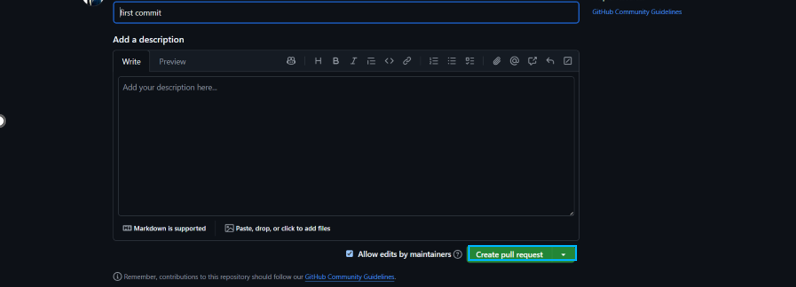 first commit
GitHub Community Guidelines
Add a description
Write Preview
Add your description here...
Markdown is supported Paste, drop, or click to add files
Allow edits by maintainers Create pull request
Remember, contributions to this repository should follow our GitHub Community Guidelines.